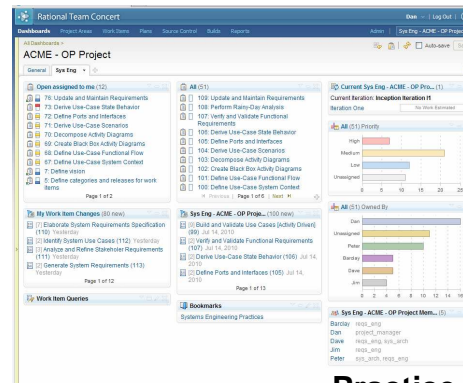 Rational Team Concert
Dan
Log Out
Dashboards Project Areas Work Items Plans Source Control Builds Reports
Admin
Sys Eng - ACME - OP Project
All Dashboards
ACME - OP Project
Auto-save
General Sys Eng
Open assigned to me (12)
76: Update and Maintain Requirements
73: Derive Use-Case State Behavior
72: Define Ports and Interfaces
71: Derive Use-Case Scenarios
70: Decompose Activity Diagrams
69: Create Black Box Activity Diagrams
68: Define Use-Case Functional Flow
67: Define Use-Case System Context
7: Define vision
5: Define categories and releases for work
items
Page 1 of 2
My Work Item Changes (80 new)
[7] Elaborate System Requirements Specification
(110) Yesterday
[2] Identify System Use Cases (112) Yesterday
[3] Analyze and Refine Stakeholder Requirements
(111) Yesterday
[2] Generate System Requirements (113)
Yesterday
Page 1 of 12
Work Item Queries
All (51)
109: Update and Maintain Requirements
108: Perform Rainy-Day Analysis
107: Verify and Validate Functional
Requirements
106: Derive Use-Case State Behavior
105: Define Ports and Interfaces
104: Derive Use-Case Scenarios
103: Decompose Activity Diagrams
102: Create Black Box Activity Diagrams
101: Define Use-Case Functional Flow
100: Define Use-Case System Context
Previous | Page 1 of 6 | Next
Sys Eng - ACME - OP Proje... (100 new)
[0] Build and Validate Use Cases [Activity Driven]
(99) Jul 14, 2010
[2] Verify and Validate Functional Requirements
(107) Jul 14, 2010
[2] Derive Use-Case State Behavior (106) Jul 14,
2010
[2] Define Ports and Interfaces (105) Jul 14,
2010
Page 1 of 13
Bookmarks
Systems Engineering Practices
Current Sys Eng - ACME - OP Pro... (1)
Current Iteration: Inception Iteration I1
Iteration One
No Work Estimated
All (51) Priority
High
Medium
Low
Unassigned
0 5 10 15 20 25
All (51) Owned By
Dan
Unassigned
Peter
Barclay
Dave
Jim
0 2 4 6 8 10 12 14 16
Sys Eng - ACME - OP Project Mem... (5)
Barclay reqs_eng
Dan project_manager
Dave reqs_eng, sys_arch
Jim reqs_eng
Peter sys_arch, reqs_eng